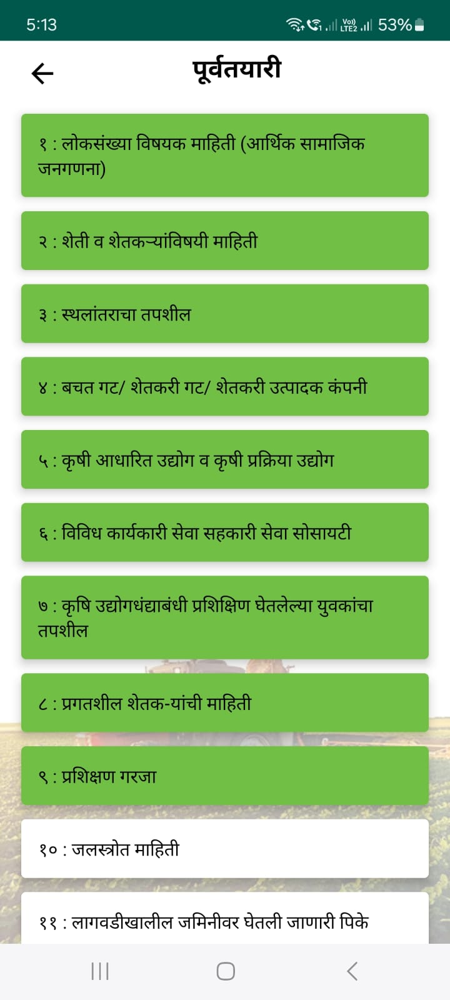 5:13
Vo))
LTE2
53%
पूर्वतयारी
१ : लोकसंख्या विषयक माहिती (आर्थिक सामाजिक
जनगणना)
२ : शेती व शेतकऱ्यांविषयी माहिती
३ : स्थलांतराचा तपशील
४ : बचत गट/ शेतकरी गट/ शेतकरी उत्पादक कंपनी
५ : कृषी आधारित उद्योग व कृषी प्रक्रिया उद्योग
६ : विविध कार्यकारी सेवा सहकारी सेवा सोसायटी
७ : कृषि उद्योगधंद्याबंधी प्रशिक्षिण घेतलेल्या युवकांचा
तपशील
८ : प्रगतशील शेतक-यांची माहिती
९ : प्रशिक्षण गरजा
१० : जलस्त्रोत माहिती
११ : लागवडीखालील जमिनीवर घेतली जाणारी पिके